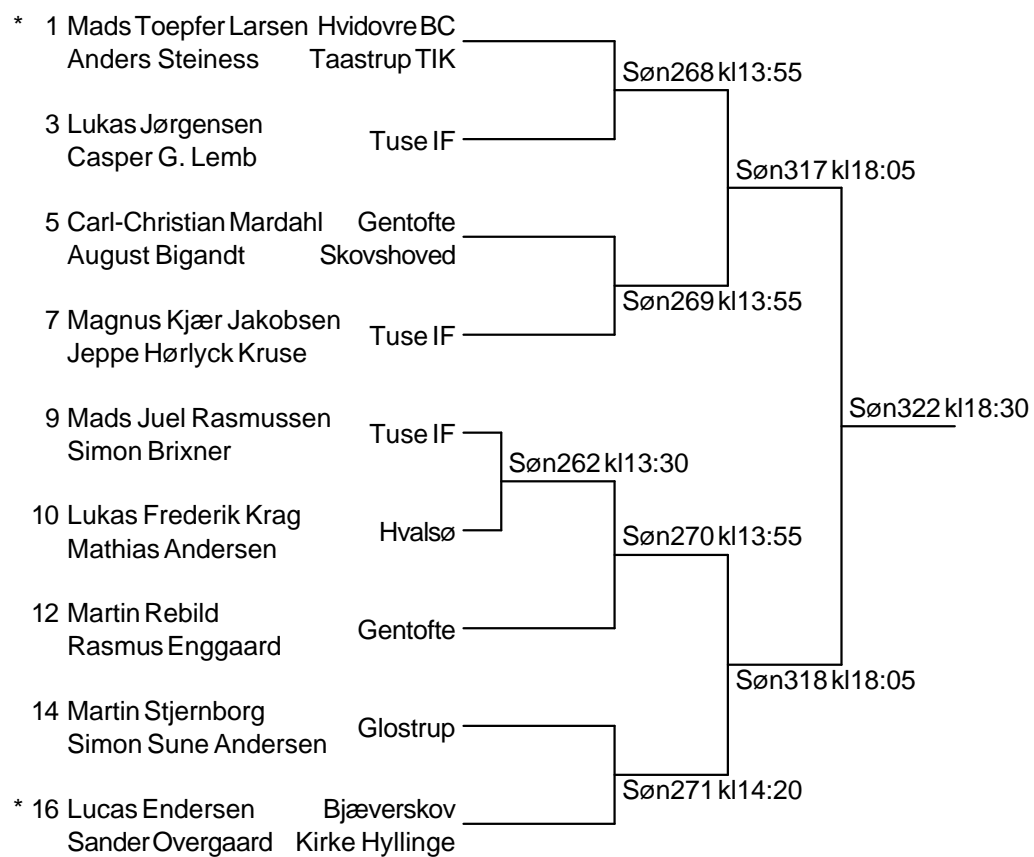 * 1 Mads Toepfer Larsen Hvidovre BC
Anders Steiness Taastrup TIK
Søn268 kl13:55
3 Lukas Jørgensen
Tuse IF
Casper G. Lemb
Søn317 kl18:05
5 Carl-Christian Mardahl Gentofte
August Bigandt Skovshoved
Søn269 kl13:55
7 Magnus Kjær Jakobsen
Tuse IF
Jeppe Hørlyck Kruse
Søn322 kl18:30
9 Mads Juel Rasmussen
Tuse IF
Simon Brixner
Søn262 kl13:30
10 Lukas Frederik Krag
Hvalsø
Mathias Andersen
Søn270 kl13:55
12 Martin Rebild
Gentofte
Rasmus Enggaard
Søn318 kl18:05
14 Martin Stjernborg
Glostrup
Simon Sune Andersen
Søn271 kl14:20
* 16 Lucas Endersen Bjæverskov
Sander Overgaard Kirke Hyllinge